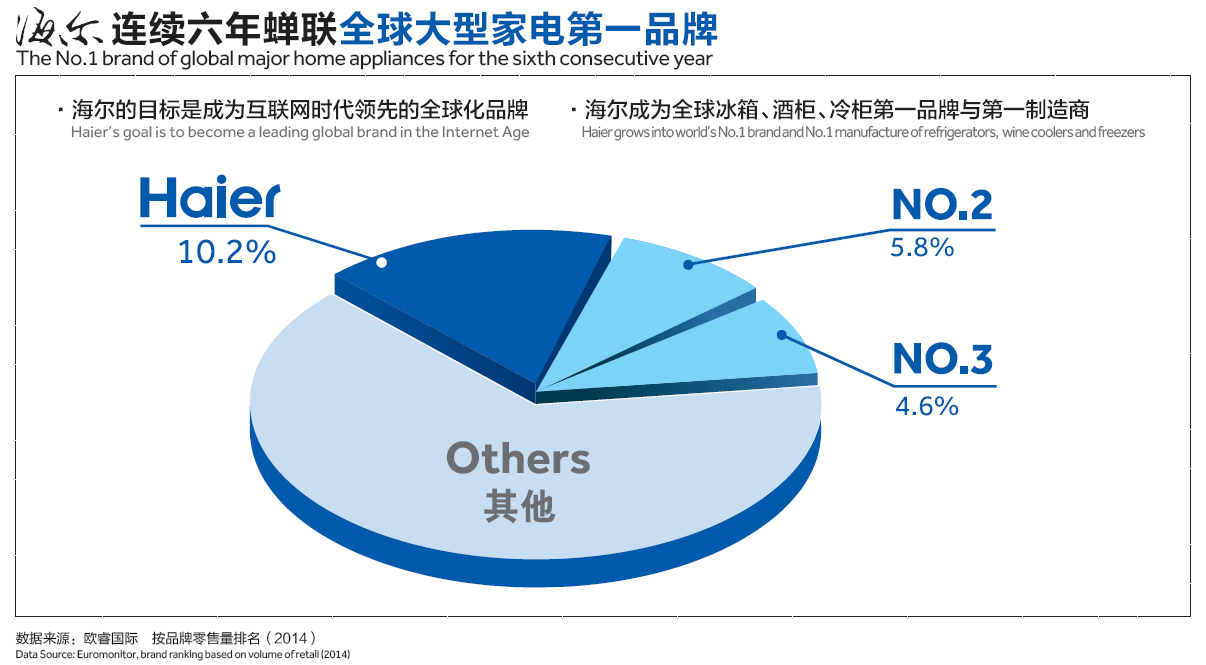 海尔 连续六年蝉联全球大型家电第一品牌
The No.1 brand of global major home appliances for the sixth consecutive year
· 海尔的目标是成为互联网时代领先的全球化品牌
Haier's goal is to become a leading global brand in the Internet Age
· 海尔成为全球冰箱、酒柜、冷柜第一品牌与第一制造商
Haier grows into world's No.1 brand and No.1 manufacture of refrigerators, wine coolers and freezers
Haier
10.2%
NO.2
5.8%
NO.3
4.6%
Others
其他
数据来源：欧睿国际 按品牌零售量排名（2014）
Data Source: Euromonitor, brand ranking based on volume of retail (2014)